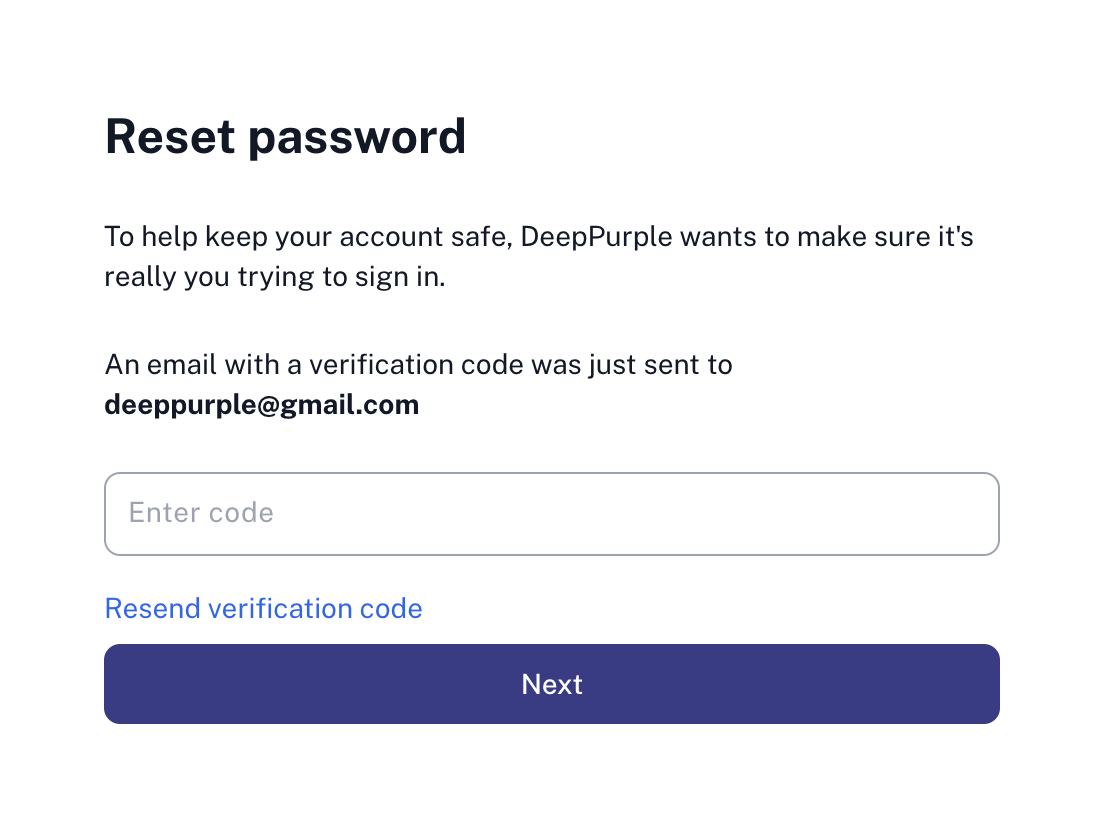 Reset password
To help keep your account safe, DeepPurple wants to make sure it's
really you trying to sign in.
An email with a verification code was just sent to
deeppurple@gmail.com
Enter code
Resend verification code
Next